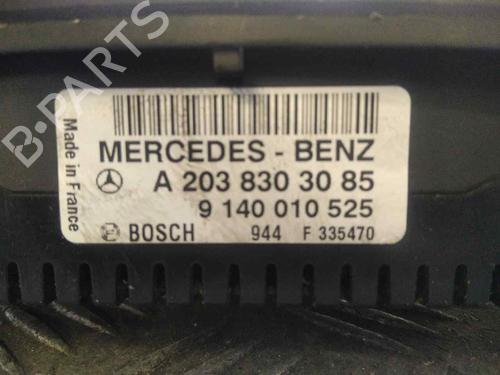 B-PARTS
Made in France
MERCEDES - BENZ
A 203 830 30 85
9 140 010 525
BOSCH 944 F 335470